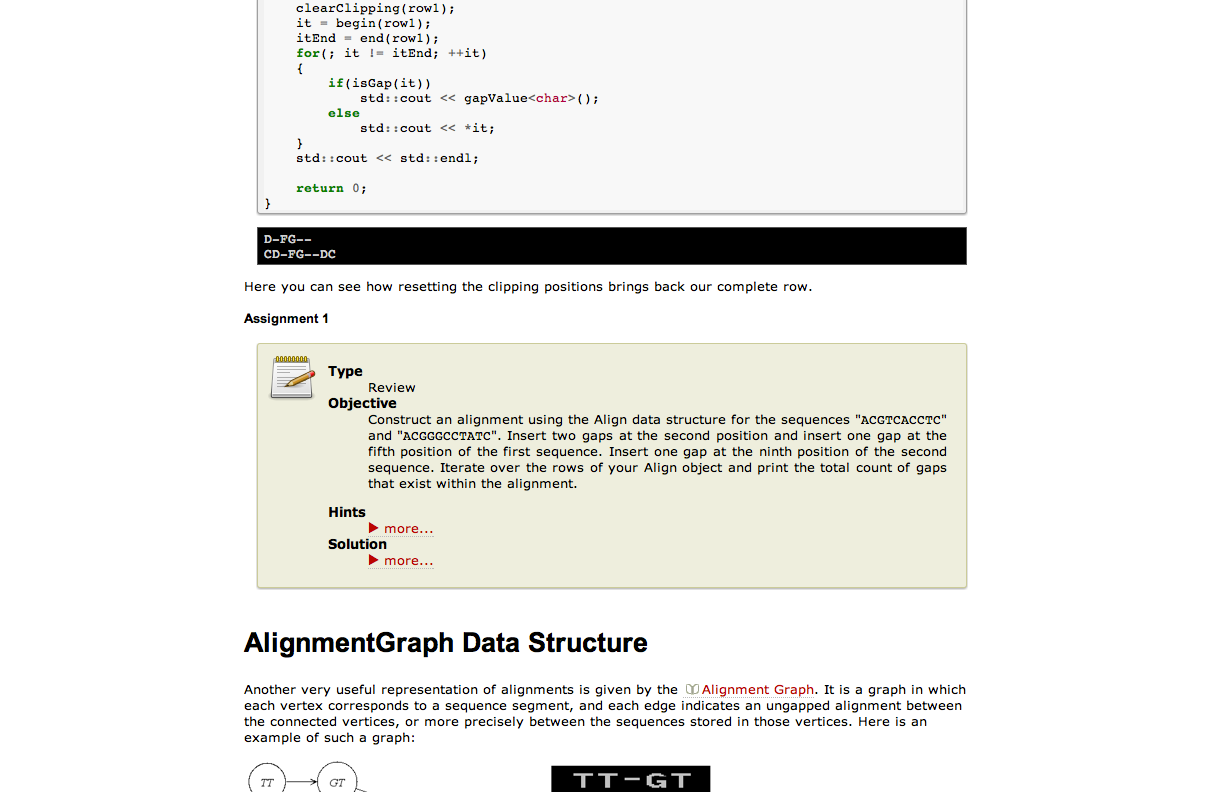 clearClipping(row1);
it = begin(row1);
itEnd = end(row1);
for(; it != itEnd; ++it)
{
if(isGap(it))
std::cout << gapValue<char>();
else
std::cout << *it;
}
std::cout << std::endl;
return 0;
}
D-FG--
CD-FG--DC
Here you can see how resetting the clipping positions brings back our complete row.
Assignment 1
Type
Review
Objective
Construct an alignment using the Align data structure for the sequences "ACGTCACCTC"
and "ACGGGCCTATC". Insert two gaps at the second position and insert one gap at the
fifth position of the first sequence. Insert one gap at the ninth position of the second
sequence. Iterate over the rows of your Align object and print the total count of gaps
that exist within the alignment.
Hints
more...
Solution
more...
AlignmentGraph Data Structure
Another very useful representation of alignments is given by the Alignment Graph. It is a graph in which
each vertex corresponds to a sequence segment, and each edge indicates an ungapped alignment between
the connected vertices, or more precisely between the sequences stored in those vertices. Here is an
example of such a graph:
TT GT TT-GT